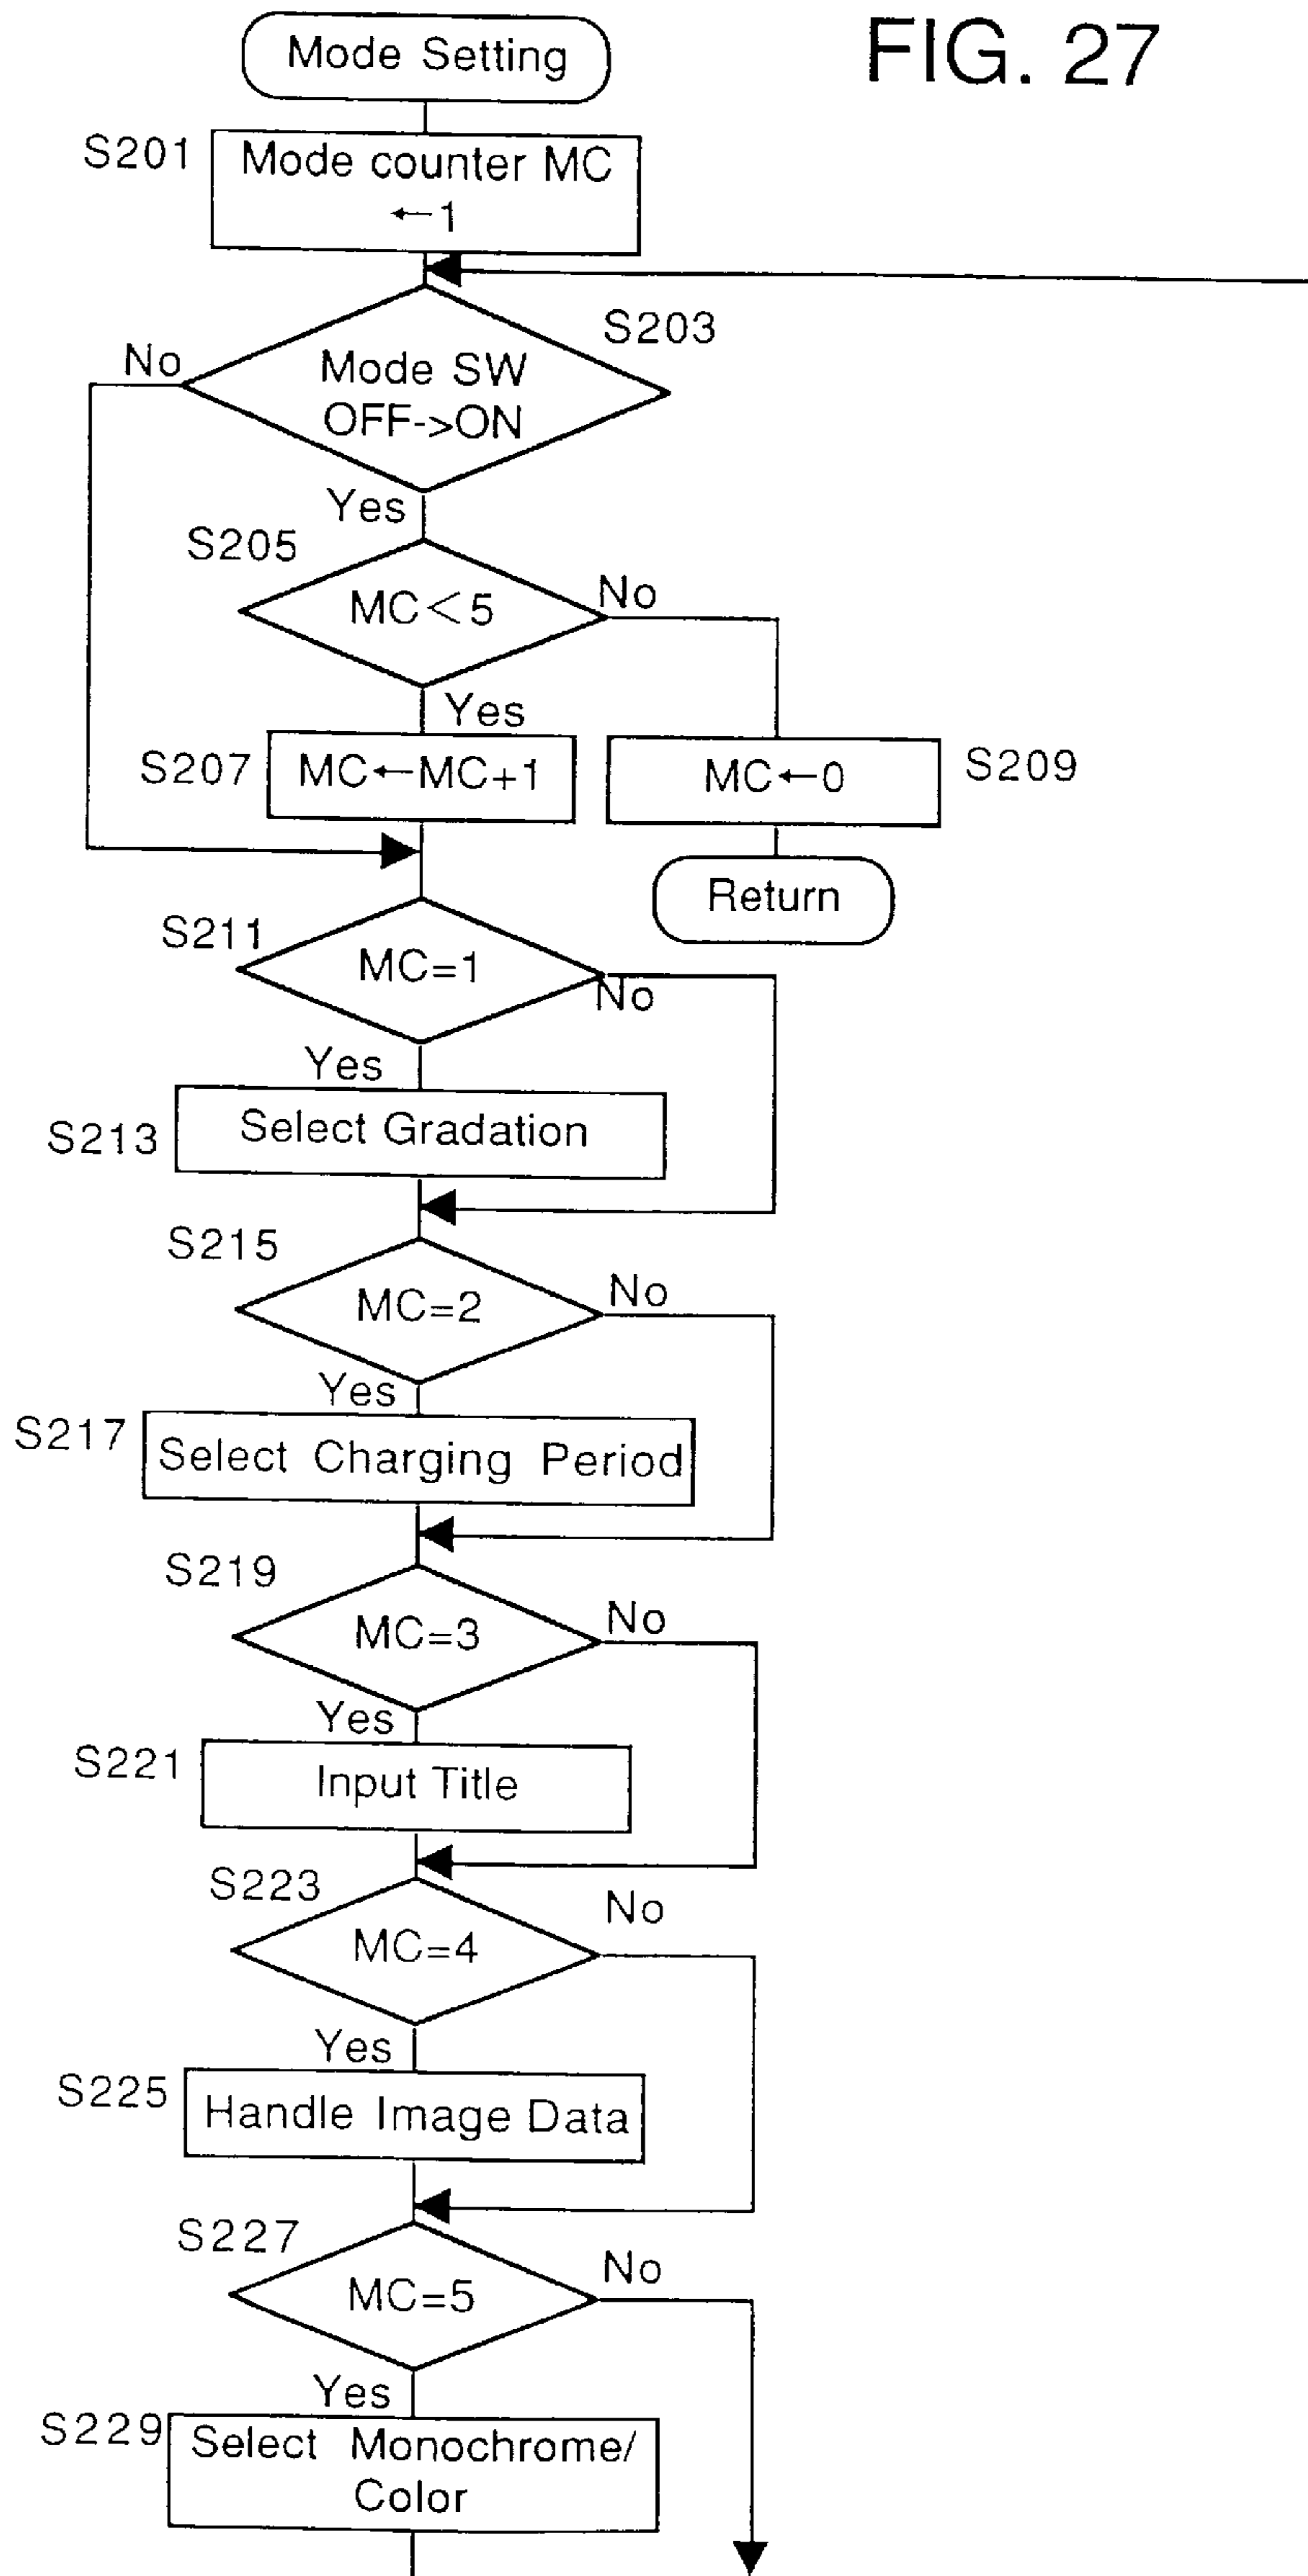 FIG. 27
Mode Setting
S201
Mode counter MC
←1
S203
No
Mode SW
OFF->ON
Yes
S205
MC<5
No
Yes
S207
MC←MC+1
MC←0
S209
Return
S211
MC=1
No
Yes
S213
Select Gradation
S215
MC=2
No
Yes
S217
Select Charging Period
S219
MC=3
No
Yes
S221
Input Title
S223
No
MC=4
Yes
S225
Handle Image Data
S227
No
MC=5
Yes
S229
Select Monochrome/
Color